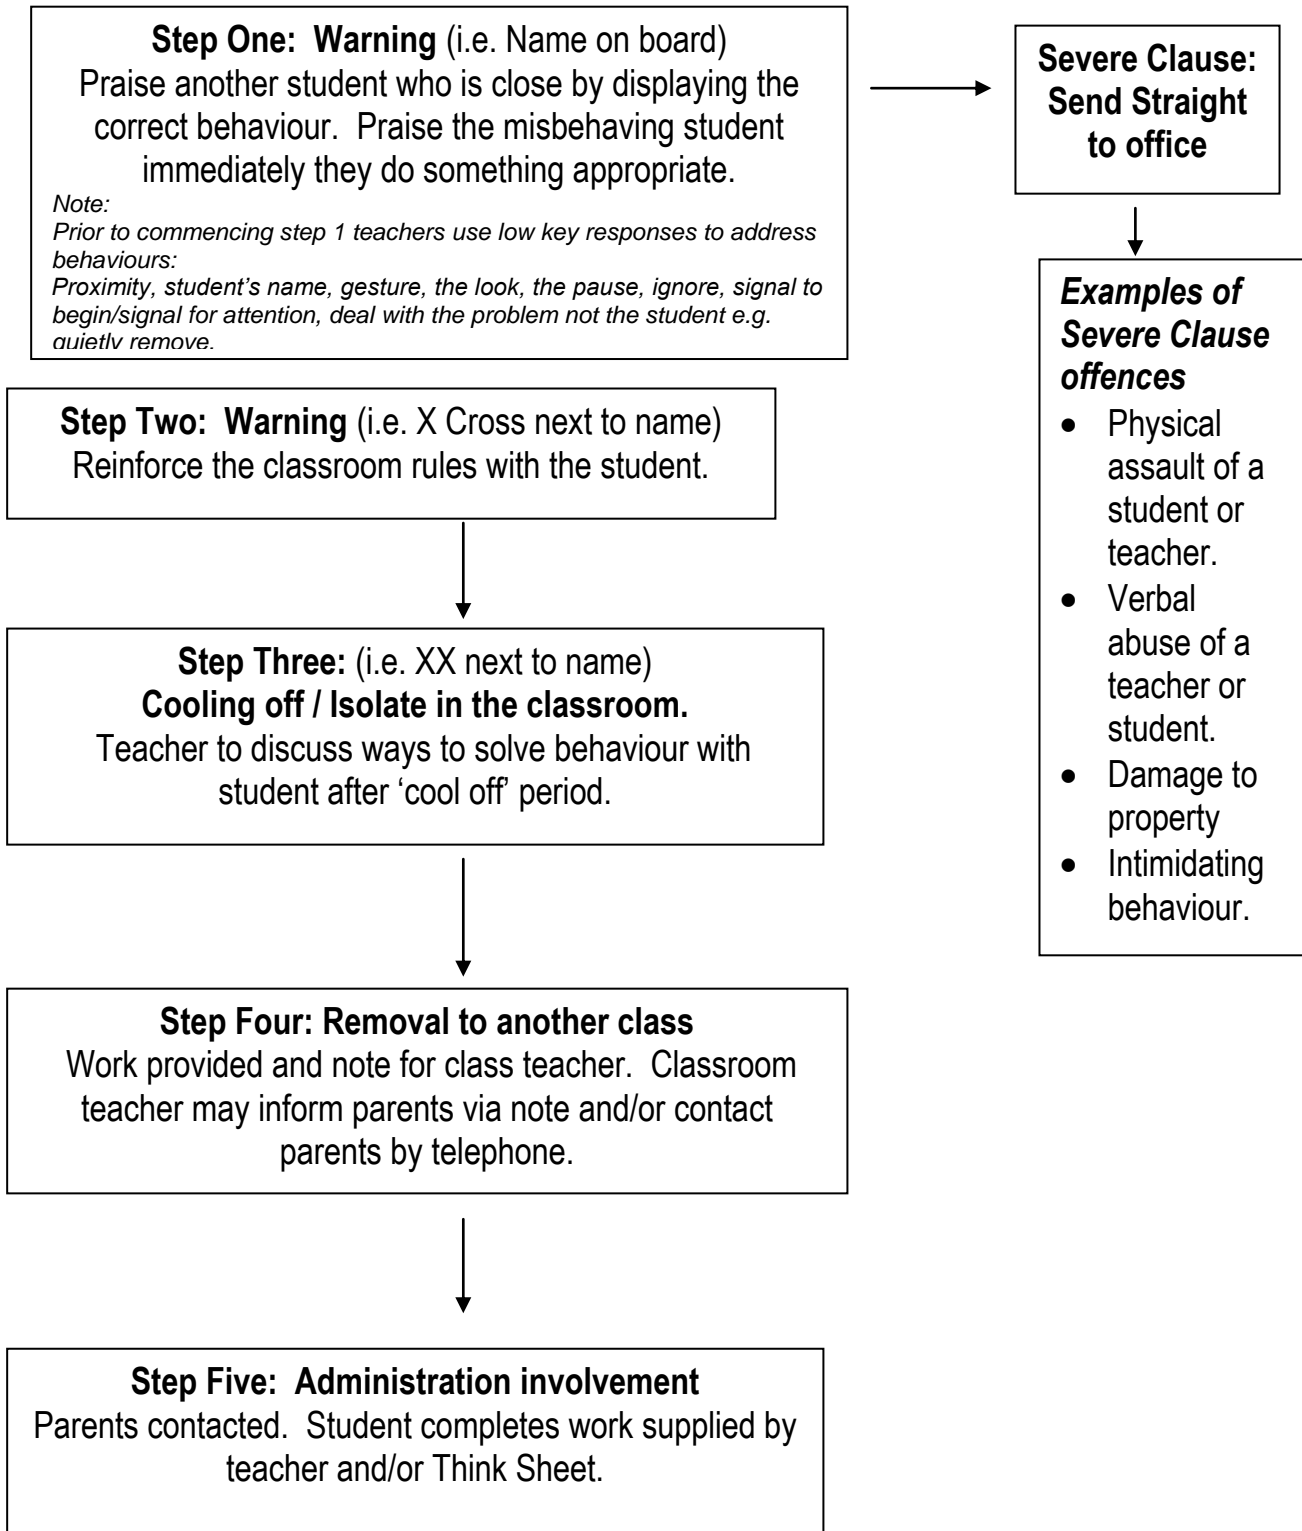 Step One: Warning (i.e. Name on board)
Praise another student who is close by displaying the
correct behaviour. Praise the misbehaving student
immediately they do something appropriate.
Note:
Prior to commencing step 1 teachers use low key responses to address
behaviours:
Proximity, student’s name, gesture, the look, the pause, ignore, signal to
begin/signal for attention, deal with the problem not the student e.g.
quietly remove.
Severe Clause:
Send Straight
to office
Examples of
Severe Clause
offences
• Physical
assault of a
student or
teacher.
• Verbal
abuse of a
teacher or
student.
• Damage to
property
• Intimidating
behaviour.
Step Two: Warning (i.e. X Cross next to name)
Reinforce the classroom rules with the student.
Step Three: (i.e. XX next to name)
Cooling off / Isolate in the classroom.
Teacher to discuss ways to solve behaviour with
student after ‘cool off’ period.
Step Four: Removal to another class
Work provided and note for class teacher. Classroom
teacher may inform parents via note and/or contact
parents by telephone.
Step Five: Administration involvement
Parents contacted. Student completes work supplied by
teacher and/or Think Sheet.